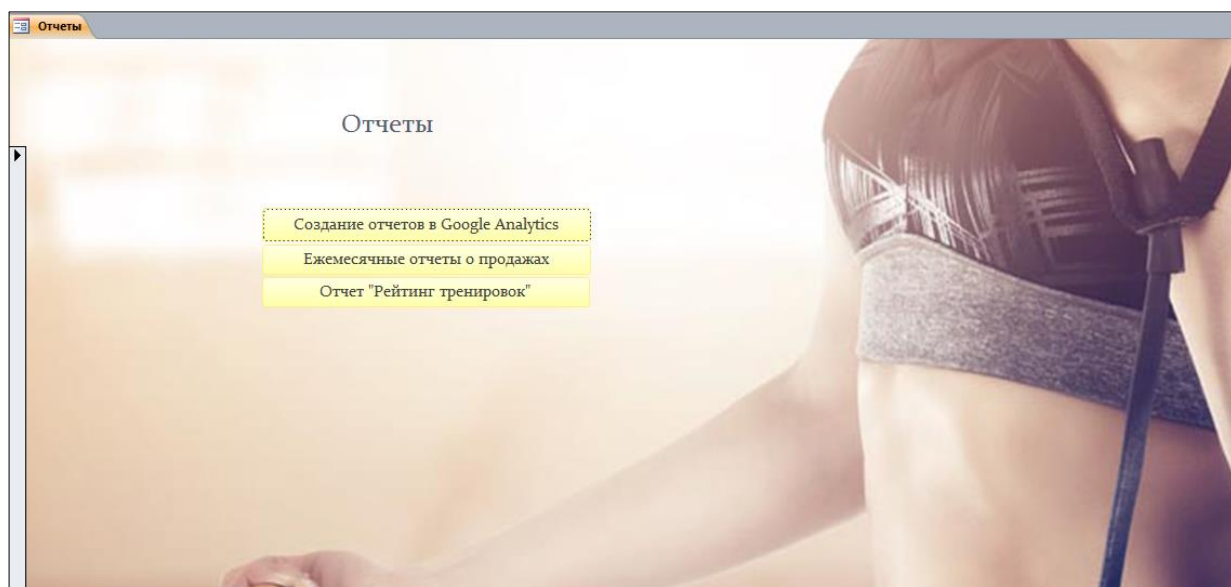 Отчеты
Отчеты
Создание отчетов в Google Analytics
Ежемесячные отчеты о продажах
Отчет "Рейтинг тренировок"